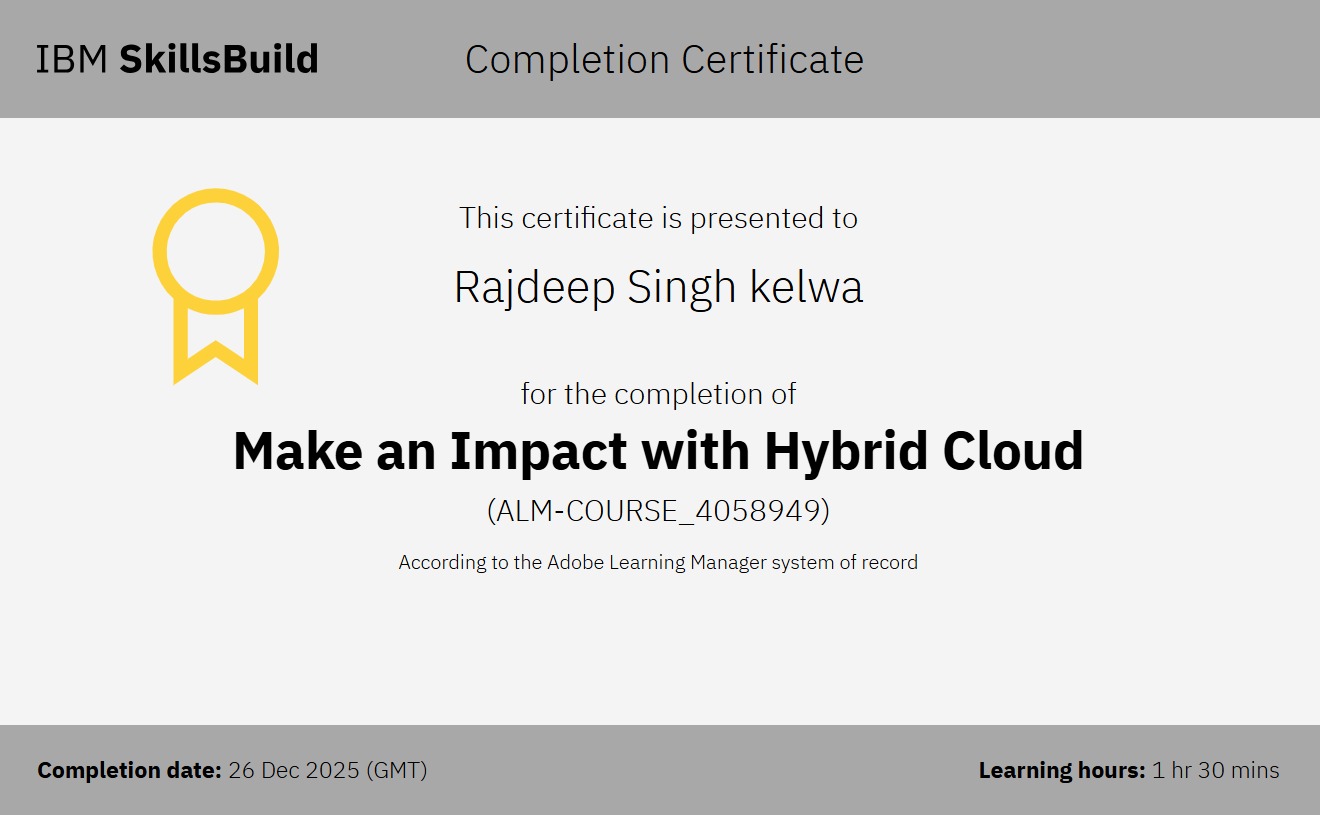 IBM SkillsBuild
Completion Certificate
This certificate is presented to
Rajdeep Singh kelwa
for the completion of
Make an Impact with Hybrid Cloud
(ALM-COURSE_4058949)
According to the Adobe Learning Manager system of record
Completion date: 26 Dec 2025 (GMT)
Learning hours: 1 hr 30 mins